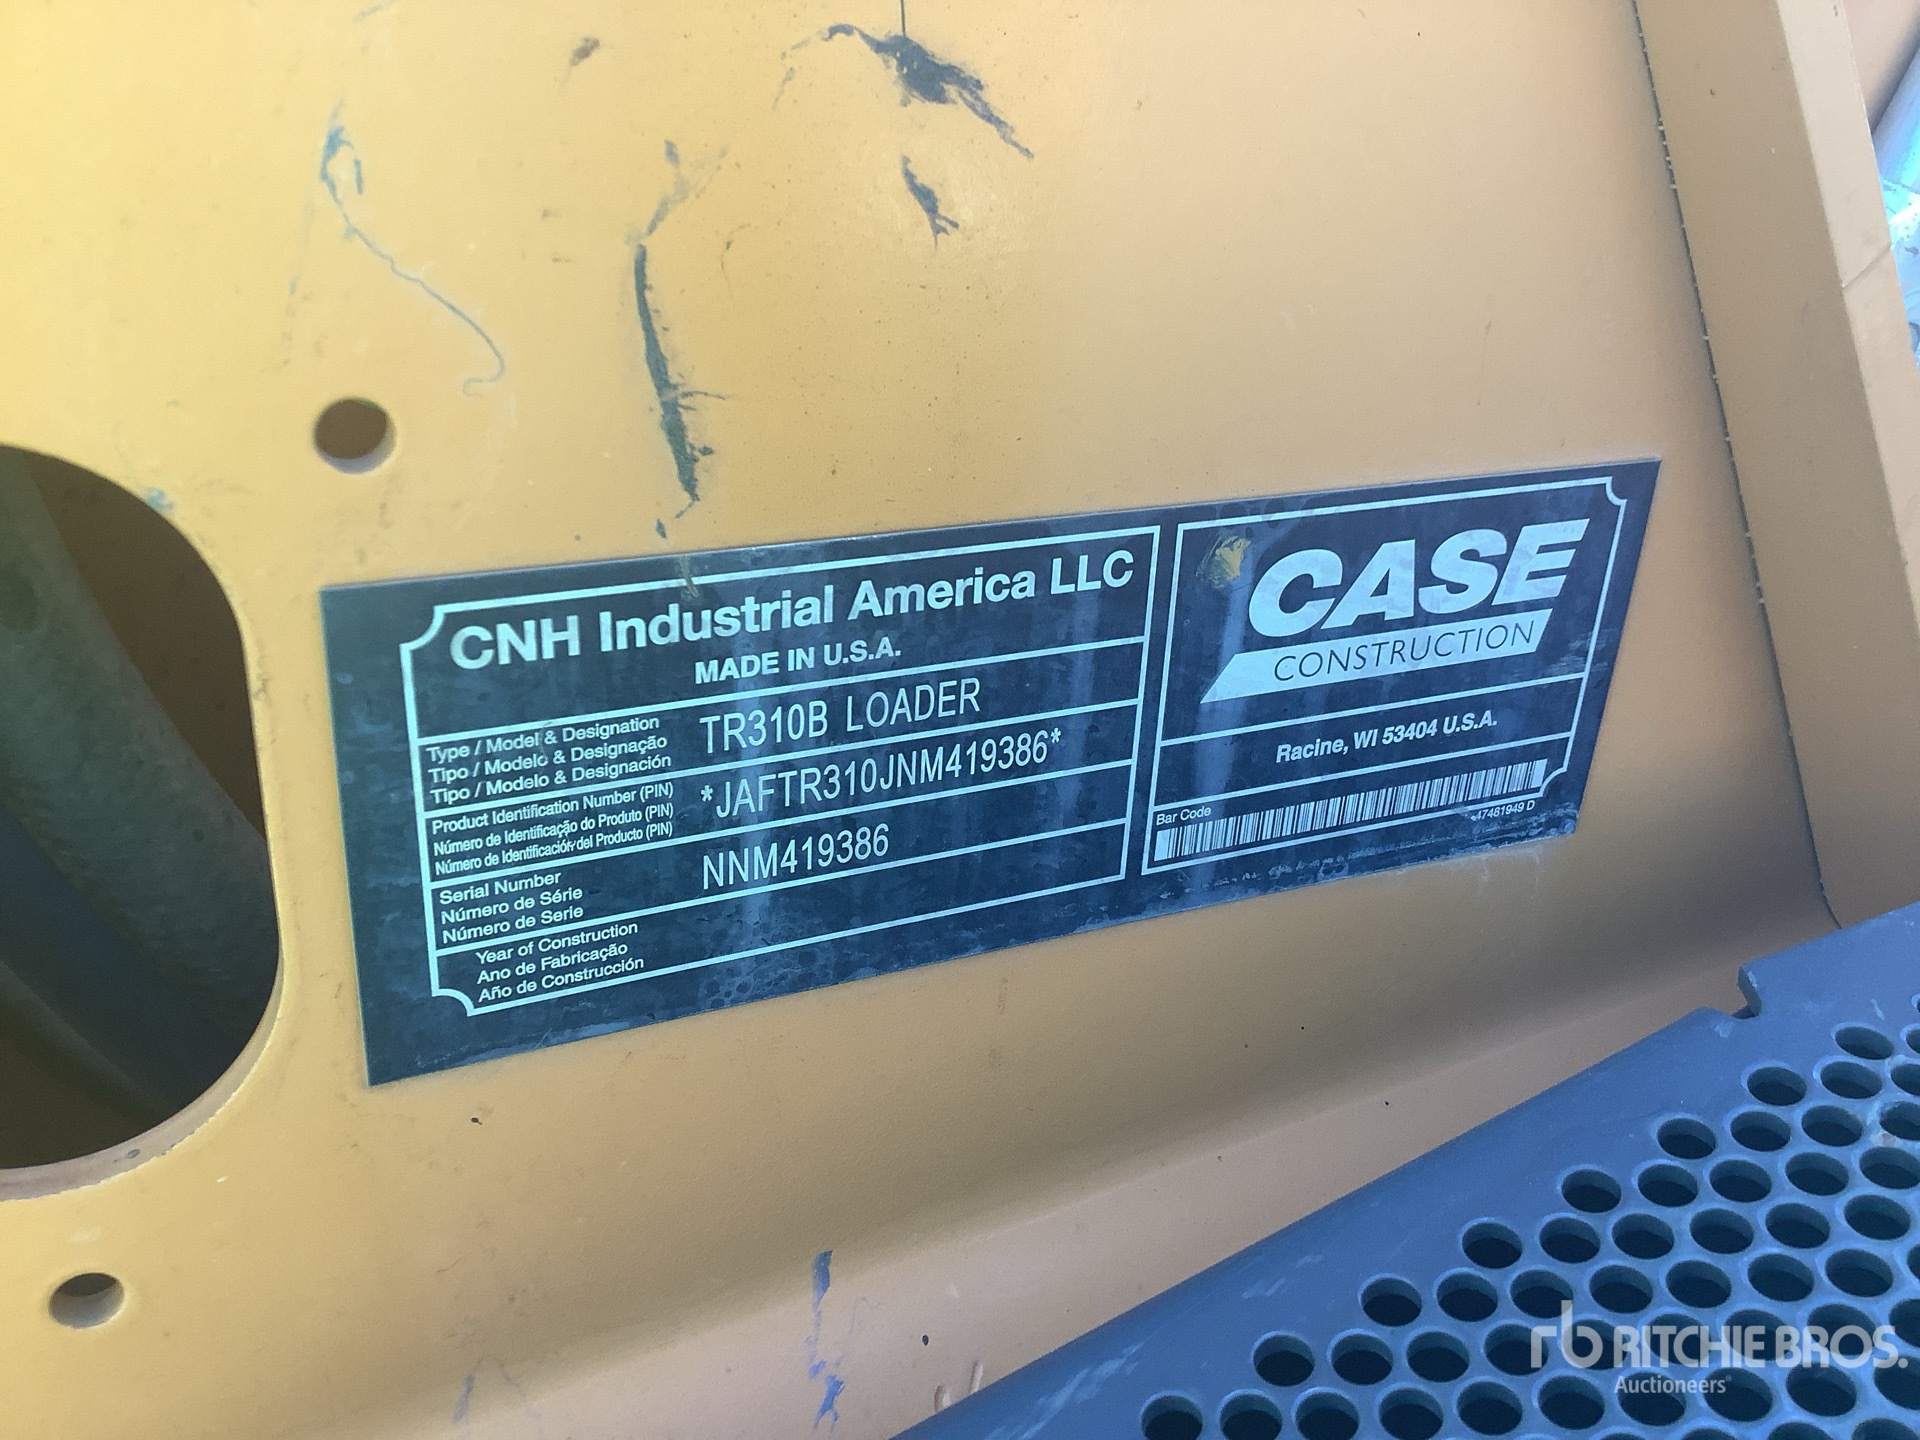 CNH Industrial America LLC
MADE IN U.S.A.
Type / Model & Designation
Tipo / Modelo & Designação
Tipo / Modelo & Designación
TR310B LOADER
Product Identification Number (PIN)
Número de Identificação do Produto (PIN)
Número de Identificación del Producto (PIN)
*JAFTR310JNM419386*
Serial Number
Número de Série
Número de Serie
NNM419386
Year of Construction
Ano de Fabricação
Año de Construcción
CASE
CONSTRUCTION
Racine, WI 53404 U.S.A.
Bar Code
47481949 D
rb RITCHIE BROS.
Auctioneers®